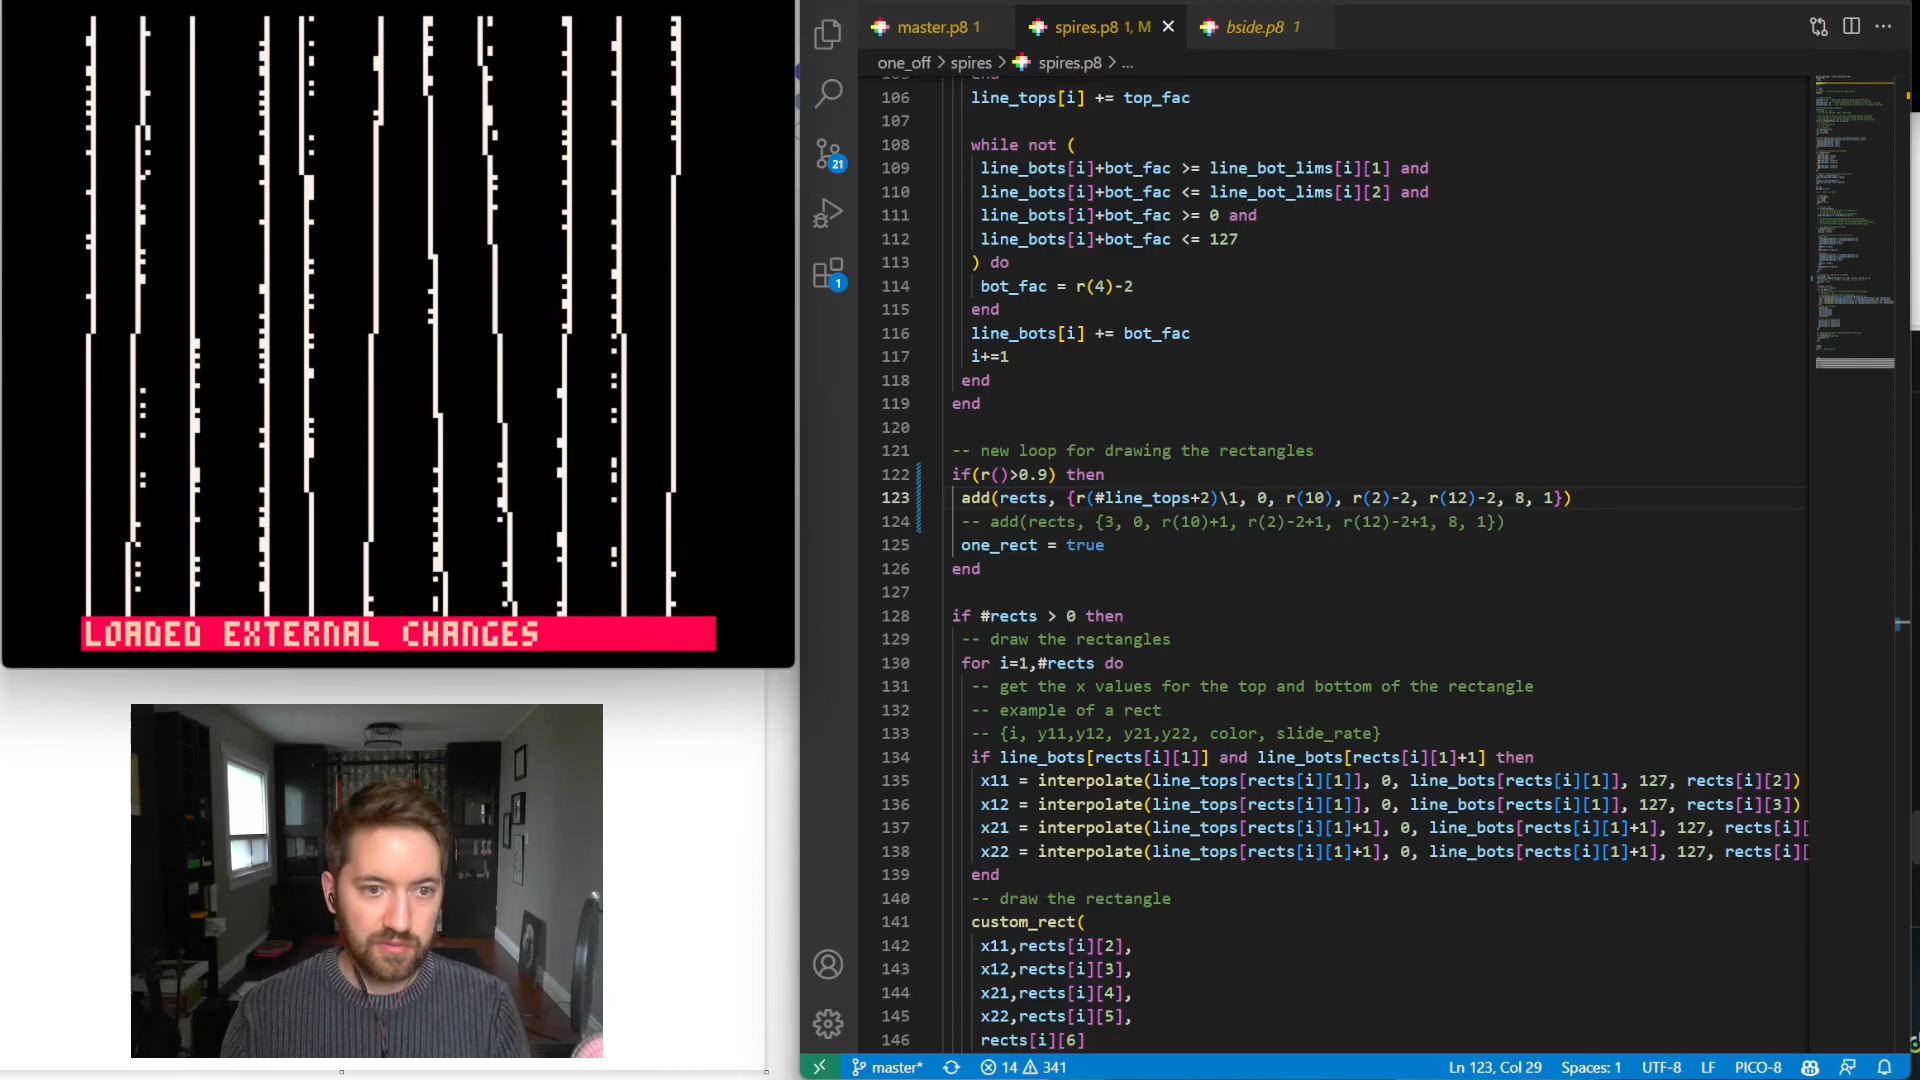 LOADED EXTERNAL CHANGES
master.p8 1
spires.p8 1, M
bside.p8 1
one_off > spires > spires.p8 > ...
106 line_tops[i] += top_fac
107
108 while not (
109 line_bots[i]+bot_fac >= line_bot_lims[i][1] and
110 line_bots[i]+bot_fac <= line_bot_lims[i][2] and
111 line_bots[i]+bot_fac >= 0 and
112 line_bots[i]+bot_fac <= 127
113 ) do
114 bot_fac = r(4)-2
115 end
116 line_bots[i] += bot_fac
117 i+=1
118 end
119 end
120
121 -- new loop for drawing the rectangles
122 if(r()>0.9) then
123 add(rects, {r(#line_tops+2)\1, 0, r(10), r(2)-2, r(12)-2, 8, 1})
124 -- add(rects, {3, 0, r(10)+1, r(2)-2+1, r(12)-2+1, 8, 1})
125 one_rect = true
126 end
127
128 if #rects > 0 then
129 -- draw the rectangles
130 for i=1,#rects do
131 -- get the x values for the top and bottom of the rectangle
132 -- example of a rect
133 -- {i, y11,y12, y21,y22, color, slide_rate}
134 if line_bots[rects[i][1]] and line_bots[rects[i][1]+1] then
135 x11 = interpolate(line_tops[rects[i][1]], 0, line_bots[rects[i][1]], 127, rects[i][2])
136 x12 = interpolate(line_tops[rects[i][1]], 0, line_bots[rects[i][1]], 127, rects[i][3])
137 x21 = interpolate(line_tops[rects[i][1]+1], 0, line_bots[rects[i][1]+1], 127, rects[i][
138 x22 = interpolate(line_tops[rects[i][1]+1], 0, line_bots[rects[i][1]+1], 127, rects[i][
139 end
140 -- draw the rectangle
141 custom_rect(
142 x11,rects[i][2],
143 x12,rects[i][3],
144 x21,rects[i][4],
145 x22,rects[i][5],
146 rects[i][6]
21
1
master* 14 341 Ln 123, Col 29 Spaces: 1 UTF-8 LF PICO-8